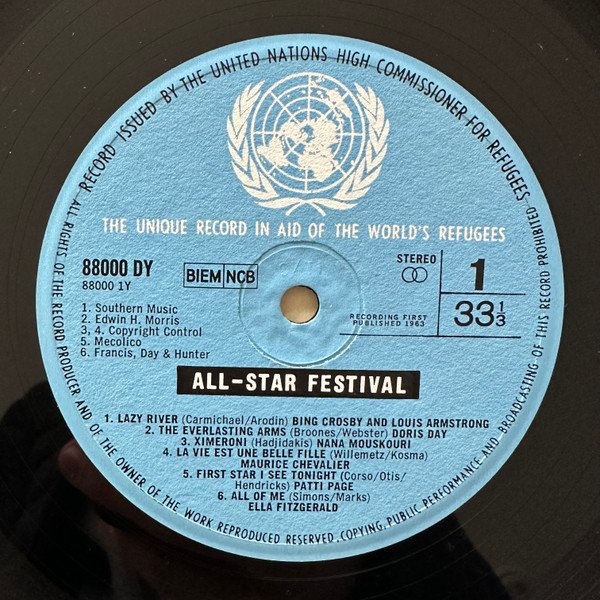 RECORD ISSUED BY THE UNITED NATIONS HIGH COMMISSIONER FOR REFUGEES
THE UNIQUE RECORD IN AID OF THE WORLD'S REFUGEES
88000 DY
88000 1Y
BIEM NCB
STEREO
1
RECORDING FIRST
PUBLISHED 1963
33 1/3
1. Southern Music
2. Edwin H. Morris
3, 4. Copyright Control
5. Mecolico
6. Francis, Day & Hunter
ALL-STAR FESTIVAL
1. LAZY RIVER (Carmichael/Arodin) BING CROSBY AND LOUIS ARMSTRONG
2. THE EVERLASTING ARMS (Broones/Webster) DORIS DAY
3. XIMERONI (Hadjidakis) NANA MOUSKOURI
4. LA VIE EST UNE BELLE FILLE (Willemetz/Kosma)
MAURICE CHEVALIER
5. FIRST STAR I SEE TONIGHT (Corso/Otis/
Hendricks) PATTI PAGE
6. ALL OF ME (Simons/Marks)
ELLA FITZGERALD
ALL RIGHTS OF THE RECORD PRODUCER AND OF THE OWNER OF THE WORK REPRODUCED RESERVED. COPYING, PUBLIC PERFORMANCE AND BROADCASTING OF THIS RECORD PROHIBITED